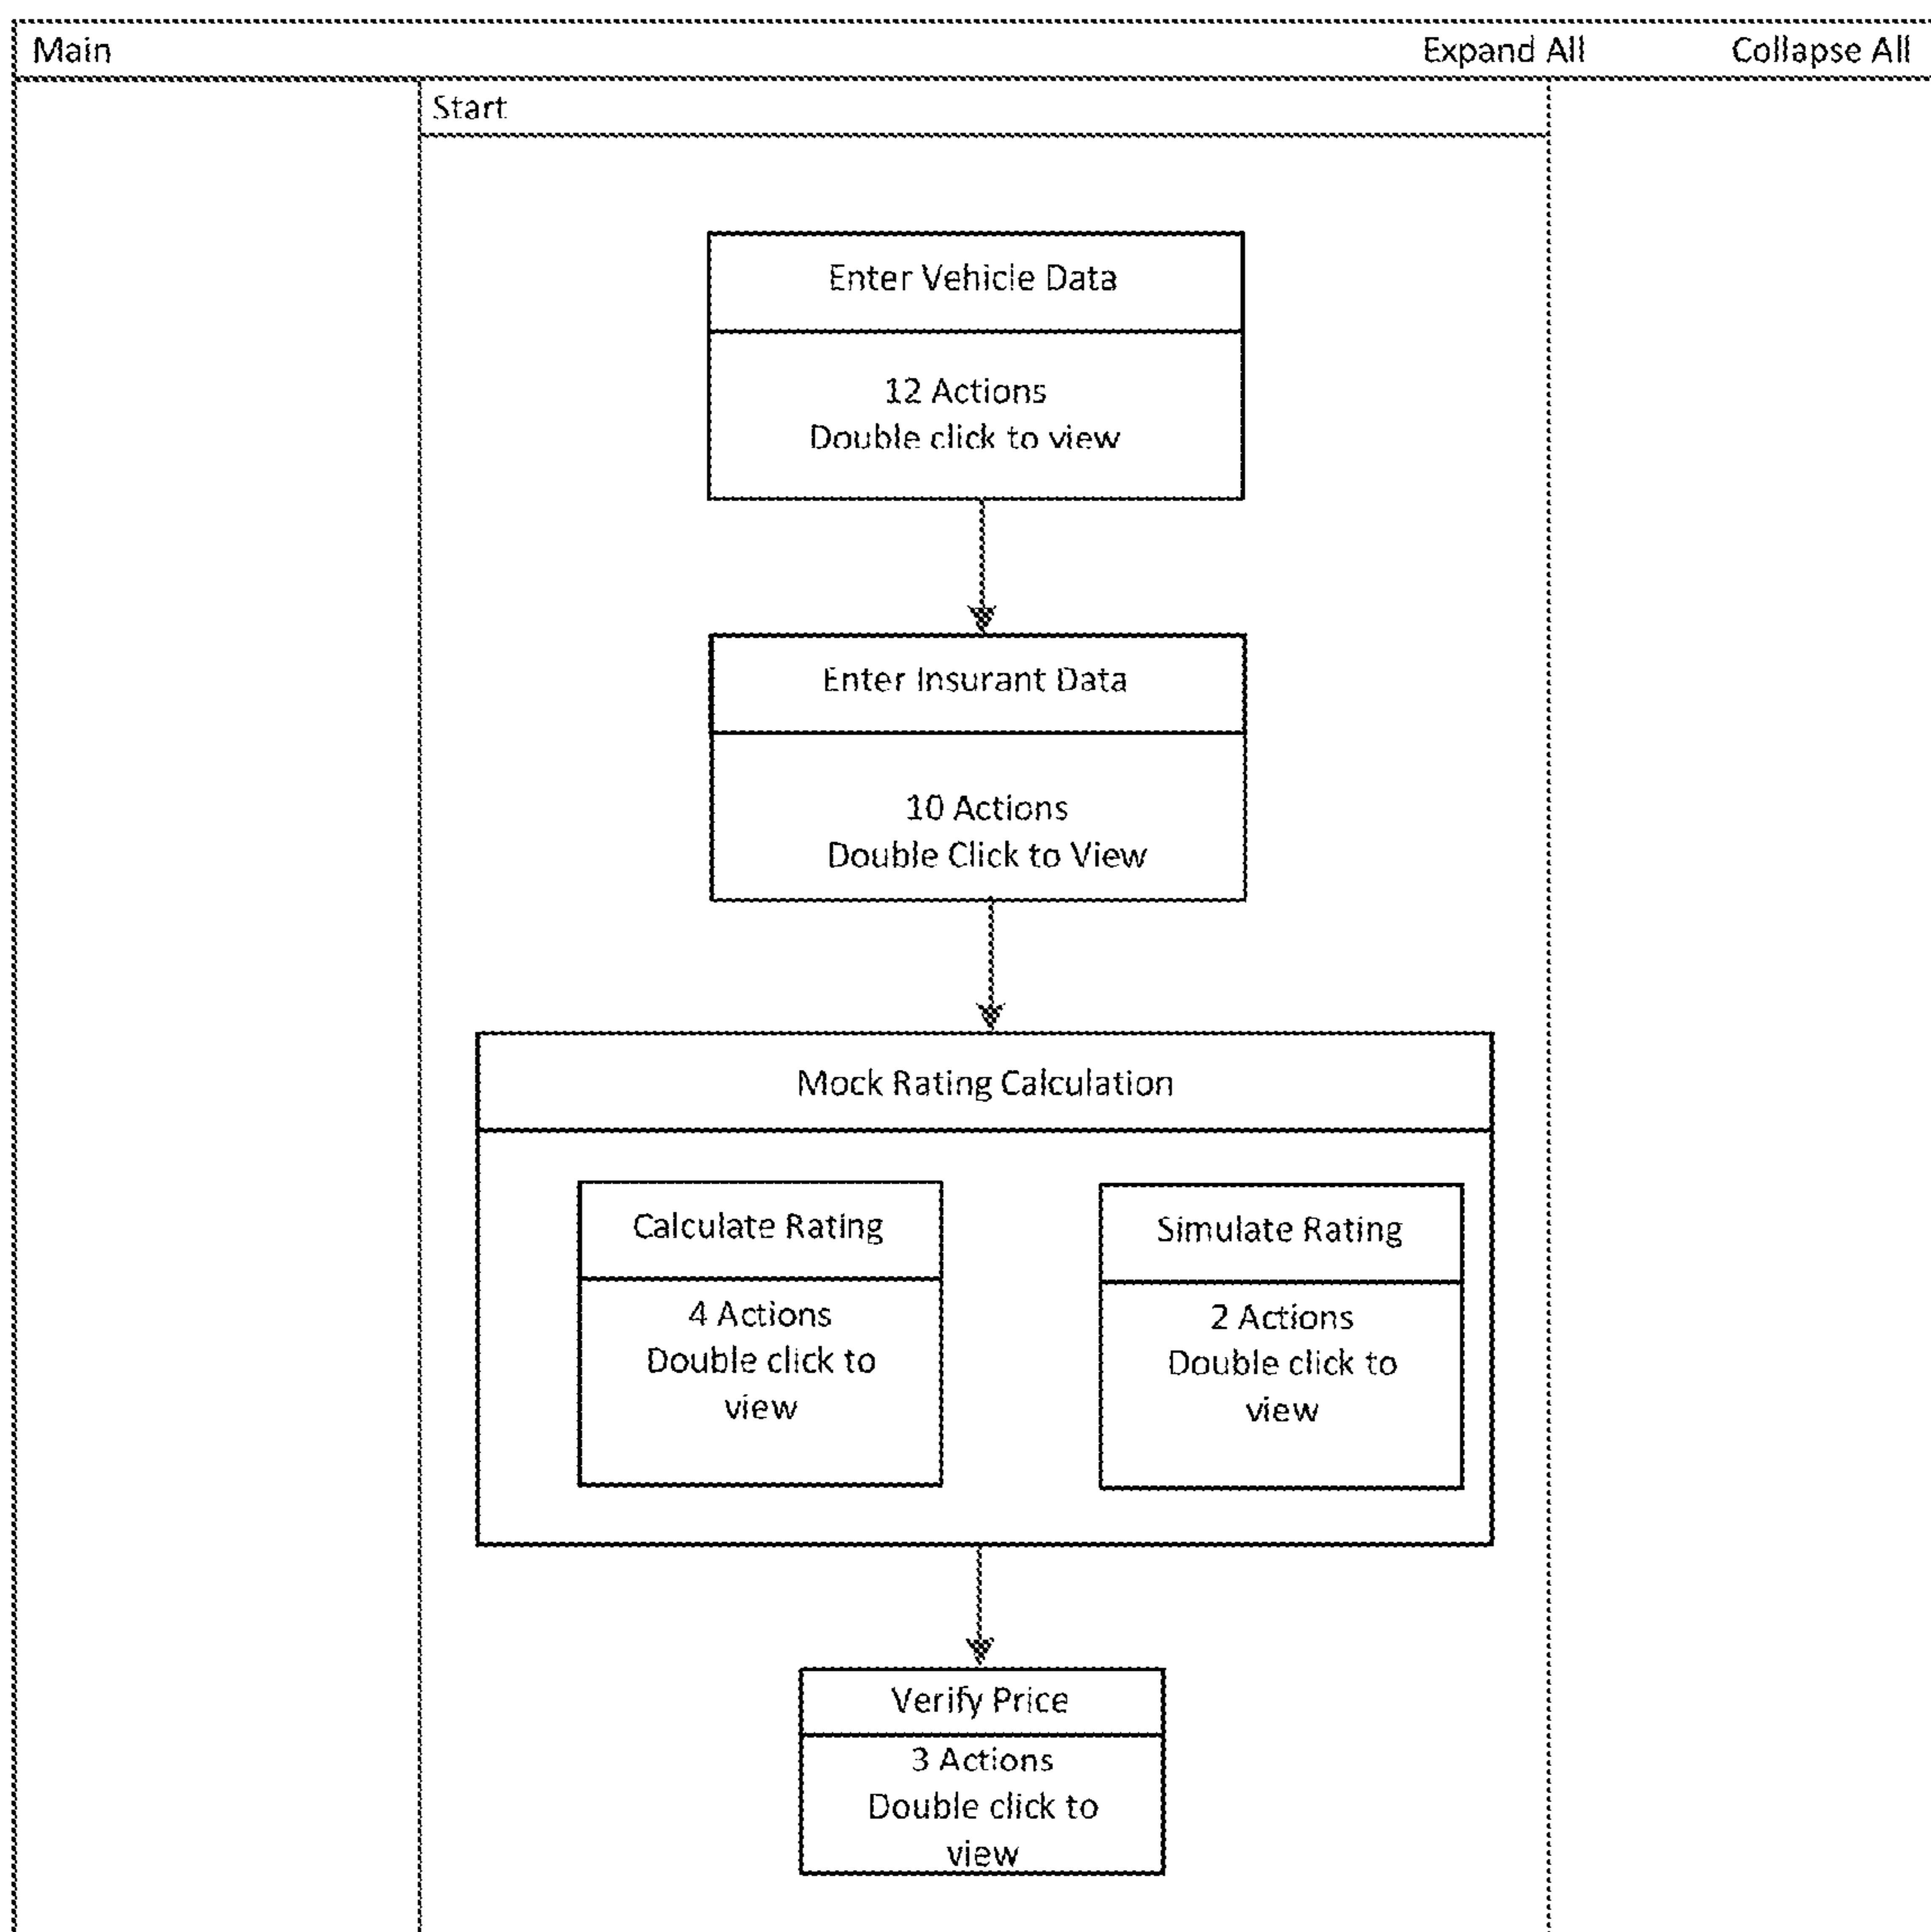 Main
Expand All
Collapse All
Start
Enter Vehicle Data
12 Actions
Double click to view
Enter Insurant Data
10 Actions
Double Click to View
Mock Rating Calculation
Calculate Rating
4 Actions
Double click to
view
Simulate Rating
2 Actions
Double click to
view
Verify Price
3 Actions
Double click to
view